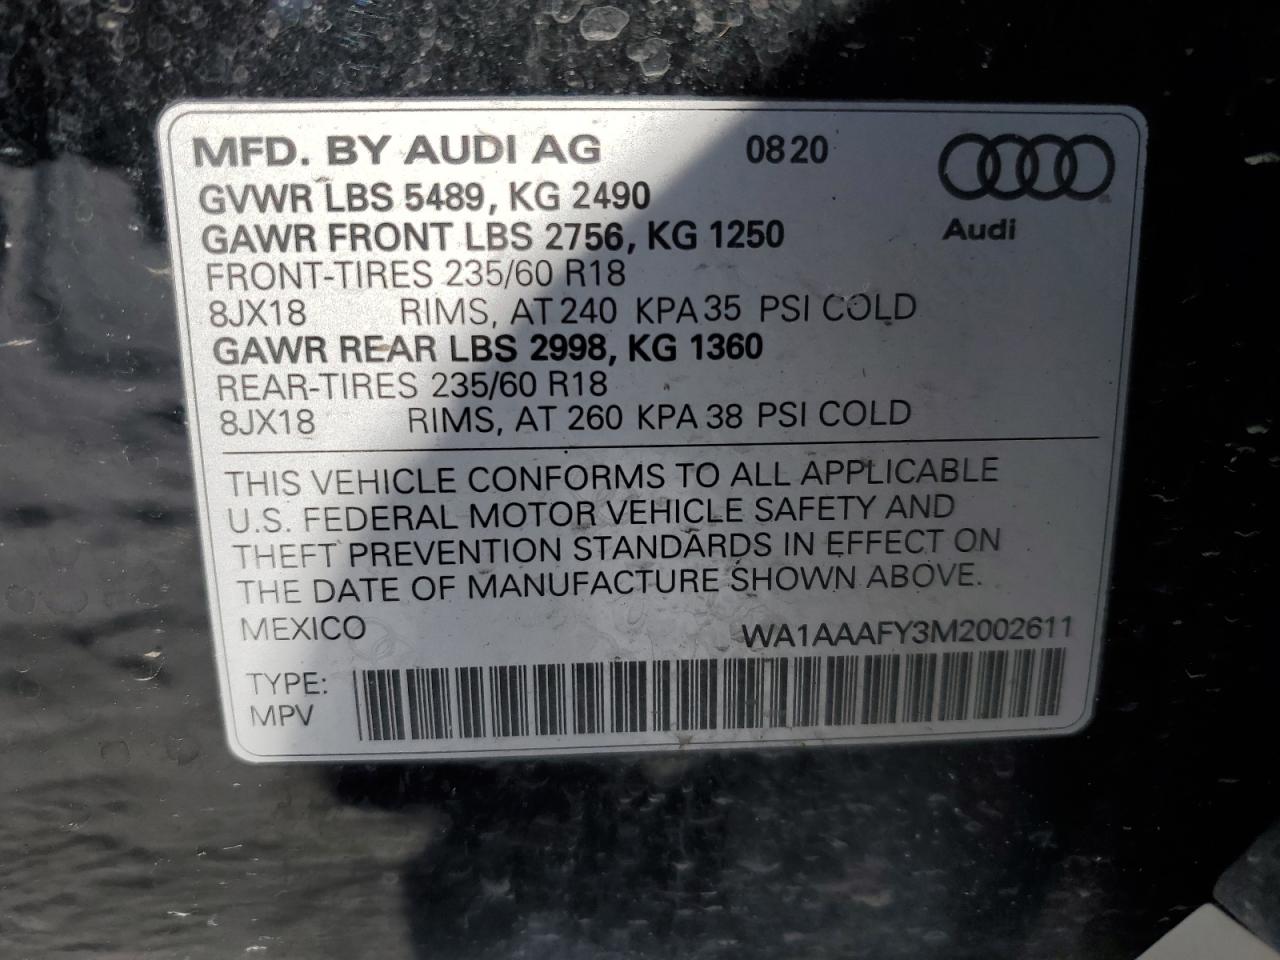 MFD. BY AUDI AG 0820
GVWR LBS 5489, KG 2490
GAWR FRONT LBS 2756, KG 1250
Audi
FRONT-TIRES 235/60 R18
8JX18 RIMS, AT 240 KPA 35 PSI COLD
GAWR REAR LBS 2998, KG 1360
REAR-TIRES 235/60 R18
8JX18 RIMS, AT 260 KPA 38 PSI COLD
THIS VEHICLE CONFORMS TO ALL APPLICABLE
U.S. FEDERAL MOTOR VEHICLE SAFETY AND
THEFT PREVENTION STANDARDS IN EFFECT ON
THE DATE OF MANUFACTURE SHOWN ABOVE.
MEXICO WA1AAAFY3M2002611
TYPE:
MPV